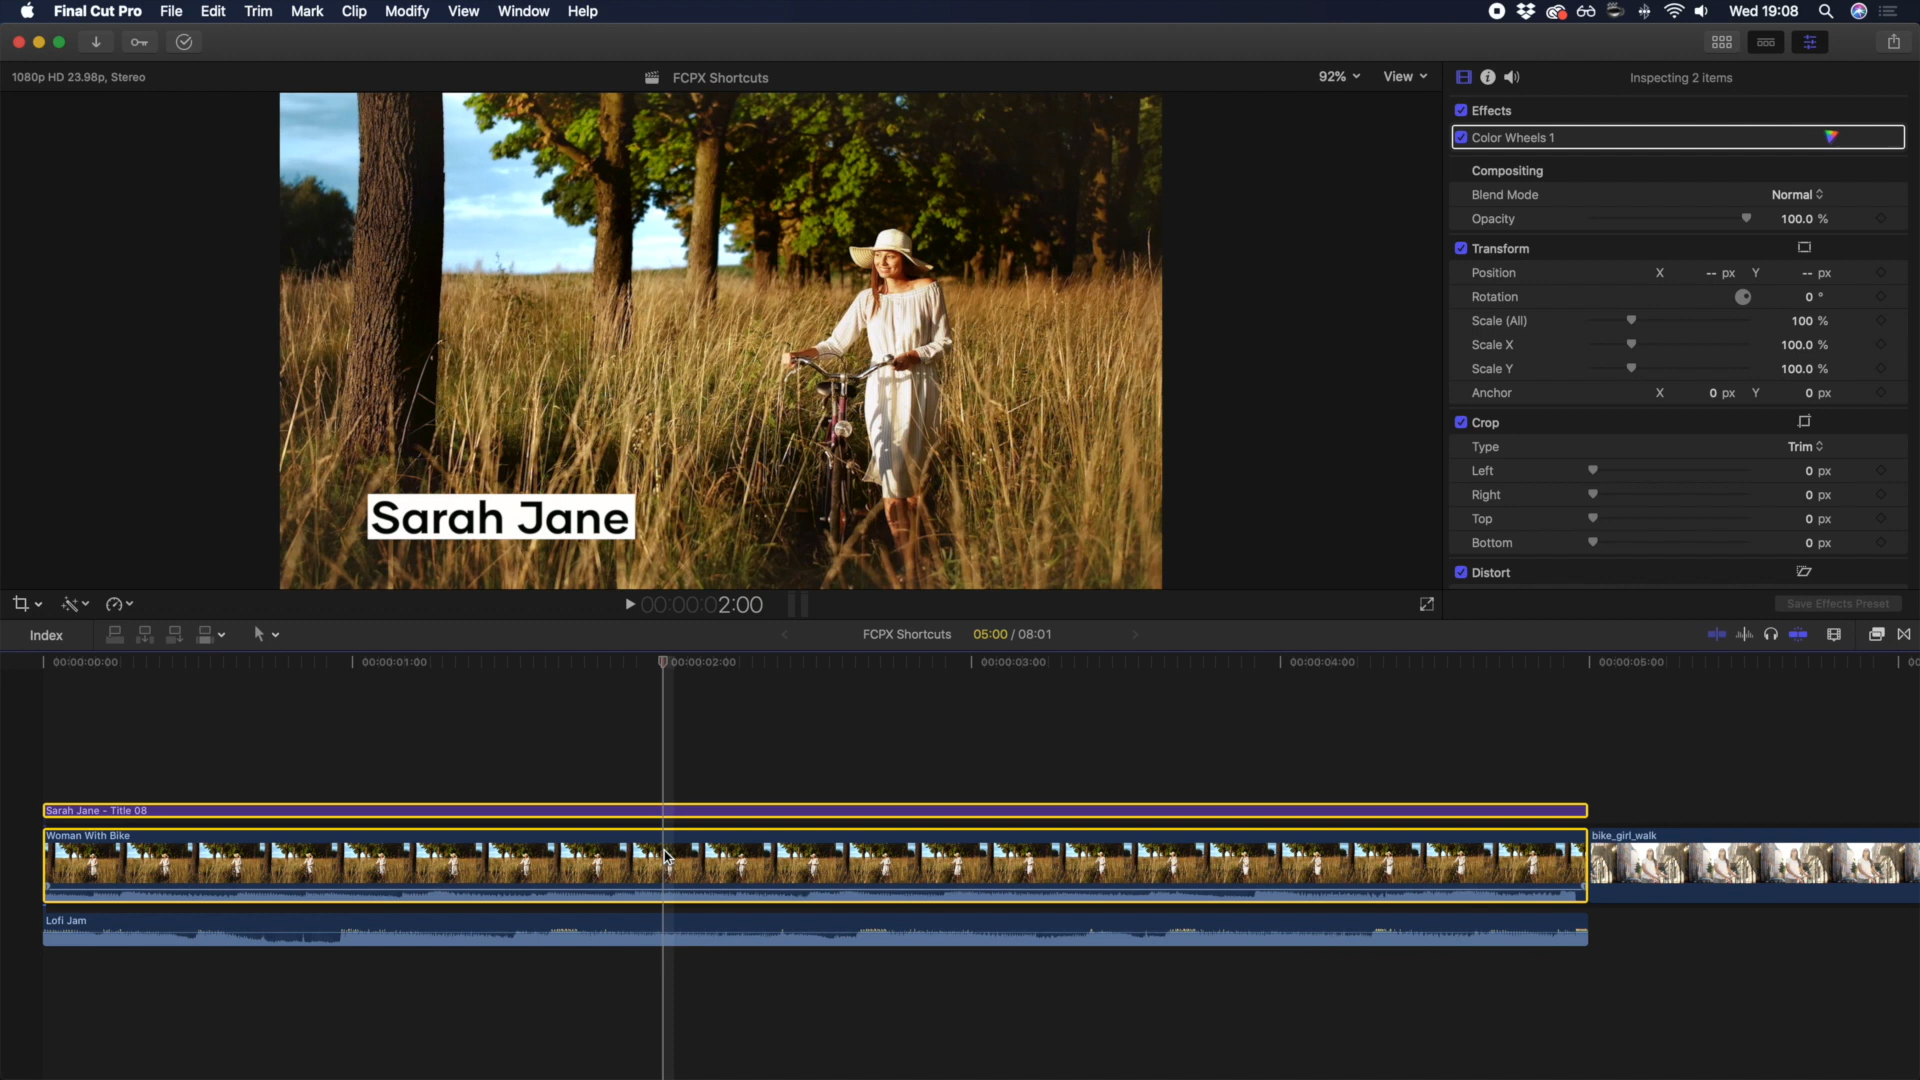 Final Cut Pro File Edit Trim Mark Clip Modify View Window Help Wed 19:08
1080p HD 23.98p, Stereo FCPX Shortcuts 92% View Inspecting 2 items
Effects
Color Wheels 1
Compositing
Blend Mode Normal
Opacity 100.0 %
Transform
Position X -- px Y -- px
Rotation 0 °
Scale (All) 100 %
Scale X 100.0 %
Scale Y 100.0 %
Anchor X 0 px Y 0 px
Crop
Type Trim
Left 0 px
Right 0 px
Top 0 px
Bottom 0 px
Distort
Sarah Jane
00:00:02:00 Save Effects Preset
Index FCPX Shortcuts 05:00 / 08:01
00:00:00:00 00:00:01:00 00:00:02:00 00:00:03:00 00:00:04:00 00:00:05:00 00
Sarah Jane - Title 08
Woman With Bike bike_girl_walk
Lofi Jam